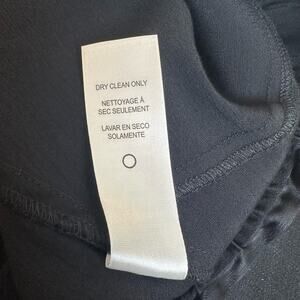 DRY CLEAN ONLY
NETTOYAGE À
SEC SEULEMENT
LAVAR EN SECO
SOLAMENTE